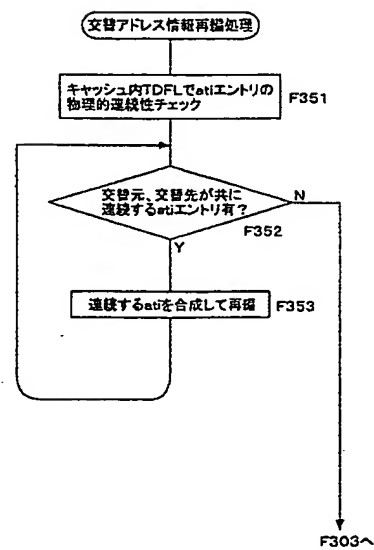 交替アドレス情報再編処理
キャッシュ内TDFLでatiエントリの
物理的連続性チェック
F351
交替元、交替先が共に
連続するatiエントリ有?
N
F352
Y
連続するatiを合成して再編
F353
F303へ